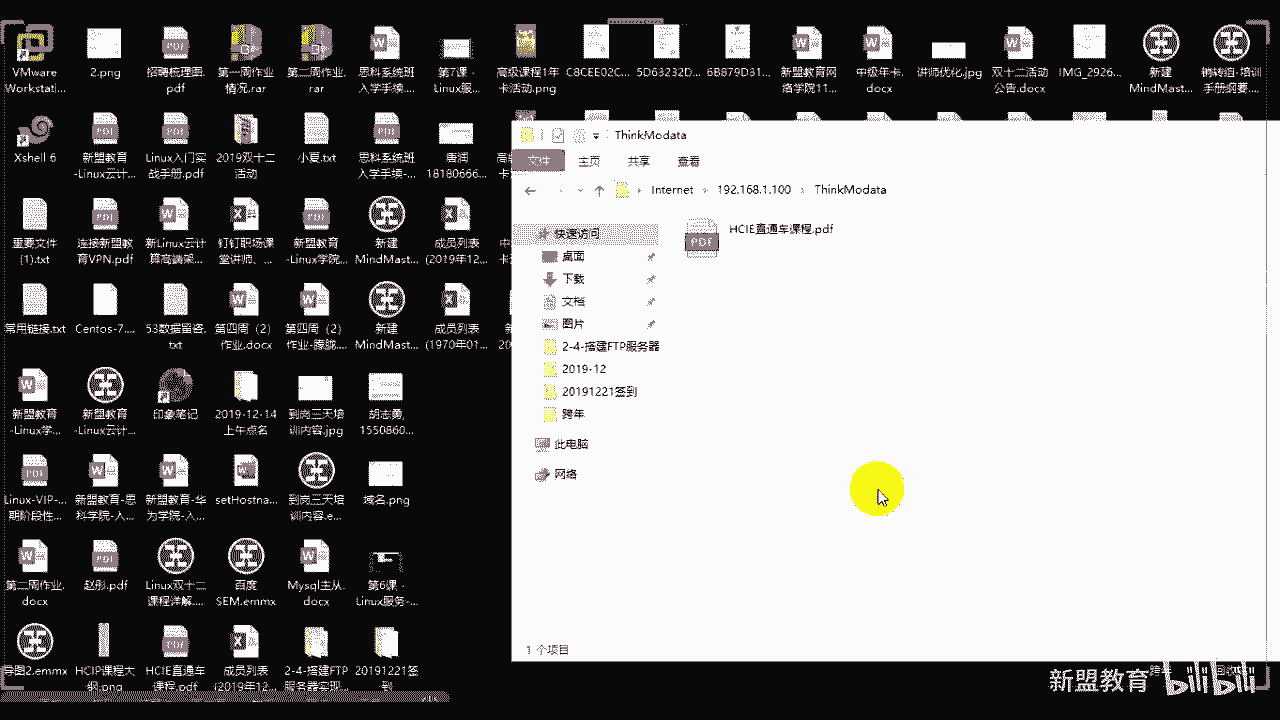 VMware
Workstati...
2.png
招聘梳理图.
pdf
第一周作业
情况.rar
第二周作业.
rar
思科系统班
入学手续...
第7课 -
Linux服...
高级课程1年
卡活动.png
C8CEE02C...
5D63232D...
6B879D31...
新盟教育网
络学院11...
中级年卡.
docx
讲师优化.jpg
双十二活动
公告.docx
IMG_2926...
新建
MindMast...
手册纲要...
Xshell 6
新盟教育
-Linux云计...
Linux入门实
战手册.pdf
2019双十二
活动
小夏.txt
思科系统班
入学手续-...
唐润
18180666...
重要文件
(1).txt
连接新盟教
育VPN.pdf
新Linux云计
算高端架...
钉钉职场课
堂讲师、...
新盟教育
-Linux学院...
新建
MindMast...
成员列表
(2019年12...
常用链接.txt
Centos-7....
53数据留咨.
txt
第四周（2）
作业.docx
第四周（2）
新建
MindMast...
成员列表
(1970年01...
新盟教育
-Linux学...
新盟教育
-Linux云计...
印象笔记
2019-12-14
上午点名
到岗三天培
训内容.jpg
胡志勇,
1550860...
Linux-VIP-...
期阶段性...
新盟教育-思
科学院-入...
新盟教育-华
为学院-入...
setHostna...
到岗三天培
训内容.e...
域名.png
第二周作业.
docx
赵彤.pdf
Linux双十二
课程详解....
百度
SEM.emmx
Mysql主从.
docx
第6课 -
Linux服务-...
导图2.emmx
HCIP课程大
纲.png
HCIE直通车
课程.pdf
成员列表
(2019年12...
2-4-搭建FTP
服务器实现...
20191221签
到
ThinkModata
文件
主页
共享
查看
Internet
192.168.1.100
ThinkModata
快速访问
桌面
下载
文档
图片
2-4-搭建FTP服务器
2019-12
20191221签到
跨年
此电脑
网络
HCIE直通车课程.pdf
1 个项目
新盟教育
bilibili